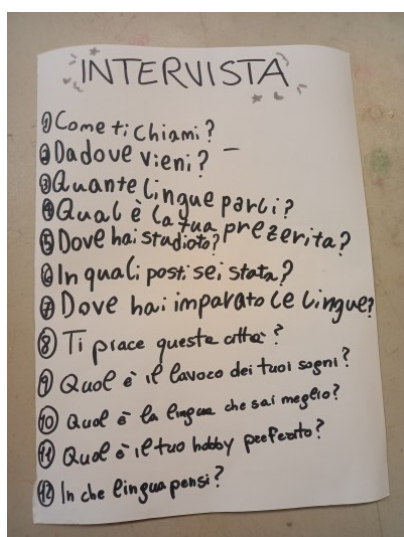 INTERVISTA
1 Come ti chiami?
2 Da dove vieni? –
3 Quante lingue parli?
4 Qual è la tua prezerita?
5 Dove hai studiato?
6 In quali posti sei stata?
7 Dove hai imparato le lingue?
8 Ti piace questa città?
9 Qual è il lavoro dei tuoi sogni?
10 Qual è la lingua che sai meglio?
11 Qual è il tuo hobby preferito?
12 In che lingua pensi?